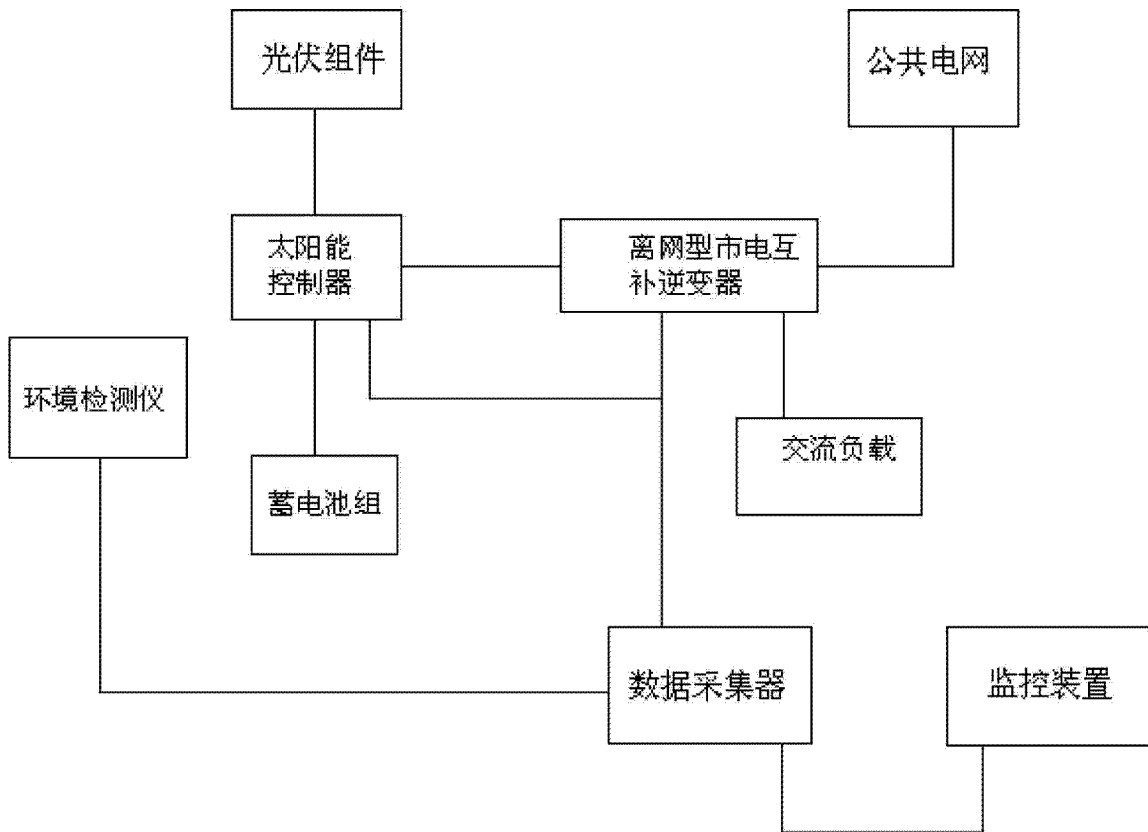 光伏组件
公共电网
太阳能
控制器
离网型市电互
补逆变器
环境检测仪
交流负载
蓄电池组
数据采集器
监控装置